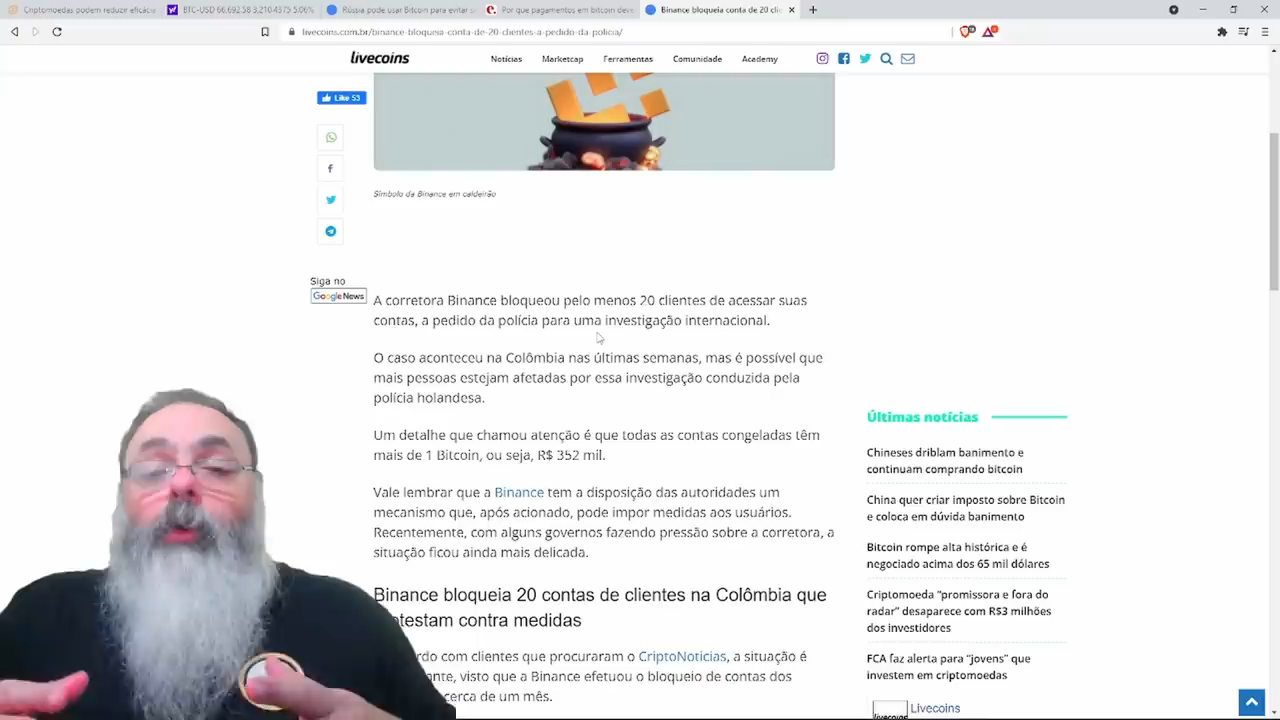 Criptomoedas podem reduzir eficácia
BTC-USD 66,692.58 3,210.4375 5.06%
Rússia pode usar Bitcoin para evitar s
Por que pagamentos em bitcoin deve
Binance bloqueia conta de 20 clie
livecoins.com.br/binance-bloqueia-conta-de-20-clientes-a-pedido-da-policia/
livecoins
Notícias
Marketcap
Ferramentas
Comunidade
Academy
Like 53
Símbolo da Binance em caldeirão
Siga no
Google News
A corretora Binance bloqueou pelo menos 20 clientes de acessar suas
contas, a pedido da polícia para uma investigação internacional.
O caso aconteceu na Colômbia nas últimas semanas, mas é possível que
mais pessoas estejam afetadas por essa investigação conduzida pela
polícia holandesa.
Um detalhe que chamou atenção é que todas as contas congeladas têm
mais de 1 Bitcoin, ou seja, R$ 352 mil.
Vale lembrar que a Binance tem a disposição das autoridades um
mecanismo que, após acionado, pode impor medidas aos usuários.
Recentemente, com alguns governos fazendo pressão sobre a corretora, a
situação ficou ainda mais delicada.
Binance bloqueia 20 contas de clientes na Colômbia que
testam contra medidas
rdo com clientes que procuraram o CriptoNoticias, a situação é
ante, visto que a Binance efetuou o bloqueio de contas dos
cerca de um mês.
Últimas notícias
Chineses driblam banimento e
continuam comprando bitcoin
China quer criar imposto sobre Bitcoin
e coloca em dúvida banimento
Bitcoin rompe alta histórica e é
negociado acima dos 65 mil dólares
Criptomoeda "promissora e fora do
radar" desaparece com R$3 milhões
dos investidores
FCA faz alerta para "jovens" que
investem em criptomoedas
Livecoins
livecoins